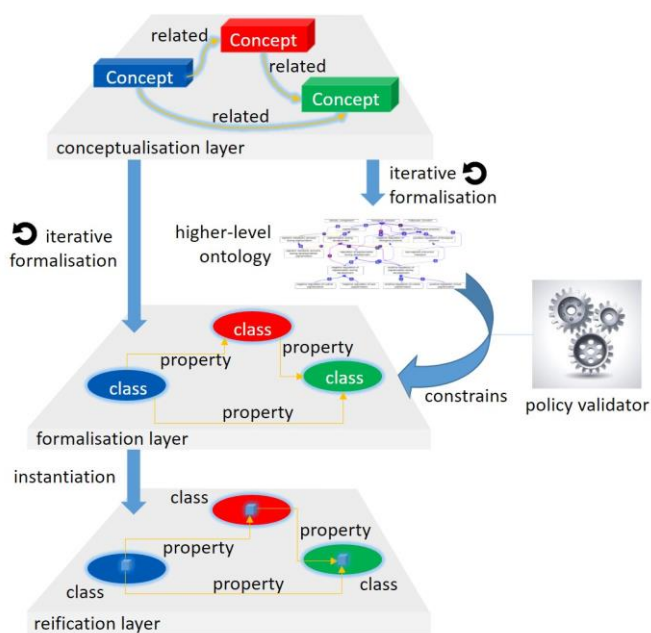 related
Concept
related
Concept
Concept
related
conceptualisation layer
iterative
formalisation
iterative
formalisation
higher-level
ontology
class
property
property
class
class
property
constrains
policy validator
formalisation layer
instantiation
class
property
property
property
class
class
reification layer